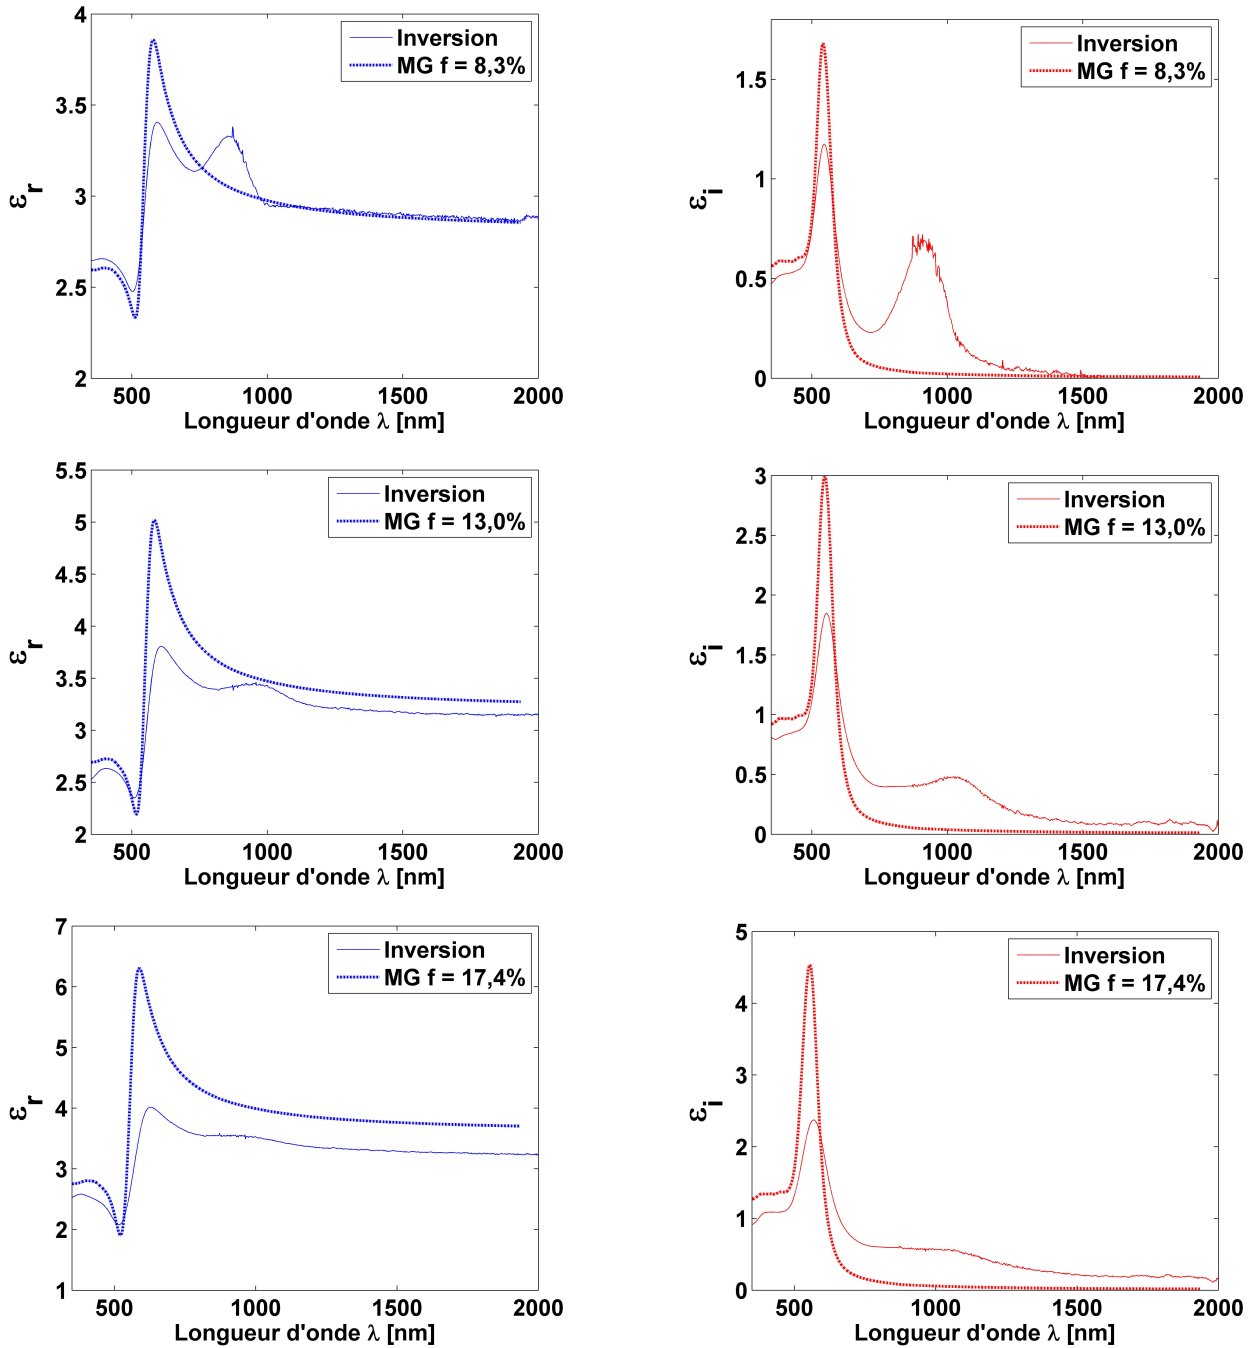 4
3.5
3
2.5
2
500
1000
1500
2000
Longueur d'onde λ [nm]
εr
Inversion
MG f = 8,3%
1.5
1
0.5
0
500
1000
1500
2000
Longueur d'onde λ [nm]
εi
Inversion
MG f = 8,3%
5.5
5
4.5
4
3.5
3
2.5
2
500
1000
1500
2000
Longueur d'onde λ [nm]
εr
Inversion
MG f = 13,0%
3
2.5
2
1.5
1
0.5
0
500
1000
1500
2000
Longueur d'onde λ [nm]
εi
Inversion
MG f = 13,0%
7
6
5
4
3
2
1
500
1000
1500
2000
Longueur d'onde λ [nm]
εr
Inversion
MG f = 17,4%
5
4
3
2
1
0
500
1000
1500
2000
Longueur d'onde λ [nm]
εi
Inversion
MG f = 17,4%